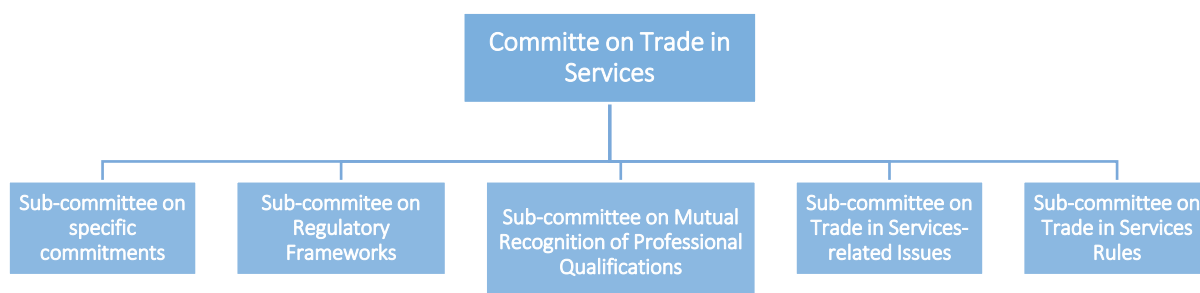 Committe on Trade in
Services
Sub-committee on
specific
commitments
Sub-commitee on
Regulatory
Frameworks
Sub-committee on Mutual
Recognition of Professional
Qualifications
Sub-committee on
Trade in Services-
related Issues
Sub-committee on
Trade in Services
Rules